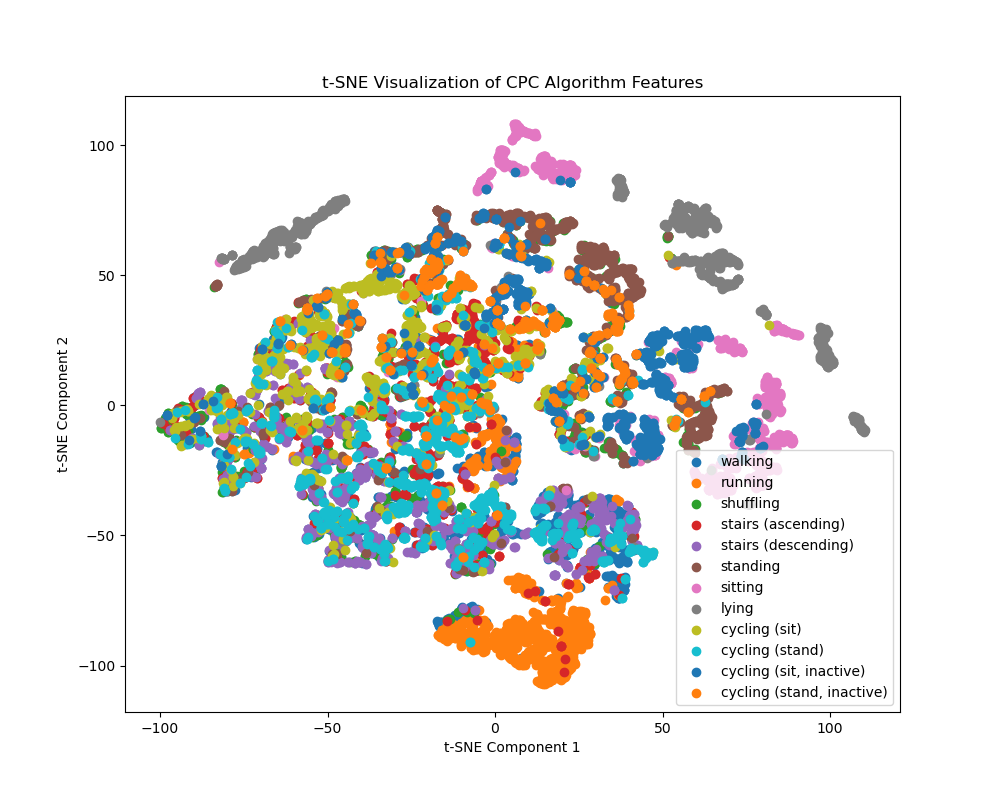 t-SNE Visualization of CPC Algorithm Features
t-SNE Component 2
100
50
0
−50
−100
walking
running
shuffling
stairs (ascending)
stairs (descending)
standing
sitting
lying
cycling (sit)
cycling (stand)
cycling (sit, inactive)
cycling (stand, inactive)
−100
−50
0
50
100
t-SNE Component 1